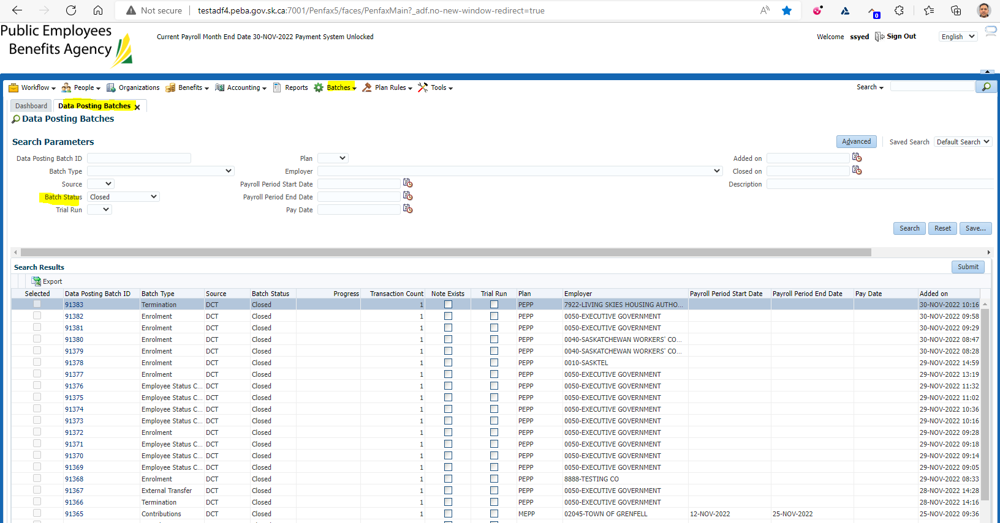 Not secure | testadf4.peba.gov.sk.ca:7001/Penfax5/faces/PenfaxMain?_adf.no-new-window-redirect=true
0
Public Employees
Benefits Agency
Current Payroll Month End Date 30-NOV-2022 Payment System Unlocked
Welcome ssyed Sign Out English
Workflow People Organizations Benefits Accounting Reports Batches Plan Rules Tools Search
Dashboard Data Posting Batches
Data Posting Batches
Search Parameters Advanced Saved Search Default Search
Data Posting Batch ID Plan Added on
Batch Type Employer Closed on
Source Payroll Period Start Date Description
Batch Status Closed Payroll Period End Date
Trial Run Pay Date
Search Reset Save...
Search Results Submit
Export
Selected Data Posting Batch ID Batch Type Source Batch Status Progress Transaction Count Note Exists Trial Run Plan Employer Payroll Period Start Date Payroll Period End Date Pay Date Added on
91383 Termination DCT Closed 1 PEPP 7922-LIVING SKIES HOUSING AUTHO... 30-NOV-2022 10:16
91382 Enrolment DCT Closed 1 PEPP 0050-EXECUTIVE GOVERNMENT 30-NOV-2022 09:58
91381 Enrolment DCT Closed 1 PEPP 0050-EXECUTIVE GOVERNMENT 30-NOV-2022 09:29
91380 Enrolment DCT Closed 1 PEPP 0040-SASKATCHEWAN WORKERS' CO... 30-NOV-2022 08:47
91379 Enrolment DCT Closed 1 PEPP 0040-SASKATCHEWAN WORKERS' CO... 30-NOV-2022 08:28
91378 Enrolment DCT Closed 1 PEPP 0010-SASKTEL 29-NOV-2022 14:59
91377 Enrolment DCT Closed 1 PEPP 0050-EXECUTIVE GOVERNMENT 29-NOV-2022 13:19
91376 Employee Status C... DCT Closed 1 PEPP 0050-EXECUTIVE GOVERNMENT 29-NOV-2022 11:32
91375 Employee Status C... DCT Closed 1 PEPP 0050-EXECUTIVE GOVERNMENT 29-NOV-2022 11:02
91374 Employee Status C... DCT Closed 1 PEPP 0050-EXECUTIVE GOVERNMENT 29-NOV-2022 10:36
91373 Employee Status C... DCT Closed 1 PEPP 0050-EXECUTIVE GOVERNMENT 29-NOV-2022 10:16
91372 Enrolment DCT Closed 1 PEPP 0050-EXECUTIVE GOVERNMENT 29-NOV-2022 09:28
91371 Employee Status C... DCT Closed 1 PEPP 0050-EXECUTIVE GOVERNMENT 29-NOV-2022 09:18
91370 Employee Status C... DCT Closed 1 PEPP 0050-EXECUTIVE GOVERNMENT 29-NOV-2022 09:14
91369 Employee Status C... DCT Closed 1 PEPP 0050-EXECUTIVE GOVERNMENT 29-NOV-2022 09:05
91368 Enrolment DCT Closed 1 PEPP 8888-TESTING CO 29-NOV-2022 08:33
91367 External Transfer DCT Closed 1 PEPP 0050-EXECUTIVE GOVERNMENT 28-NOV-2022 14:28
91366 Termination DCT Closed 1 PEPP 0050-EXECUTIVE GOVERNMENT 28-NOV-2022 14:16
91365 Contributions DCT Closed 1 MEPP 02045-TOWN OF GRENFELL 12-NOV-2022 25-NOV-2022 25-NOV-2022 09:36